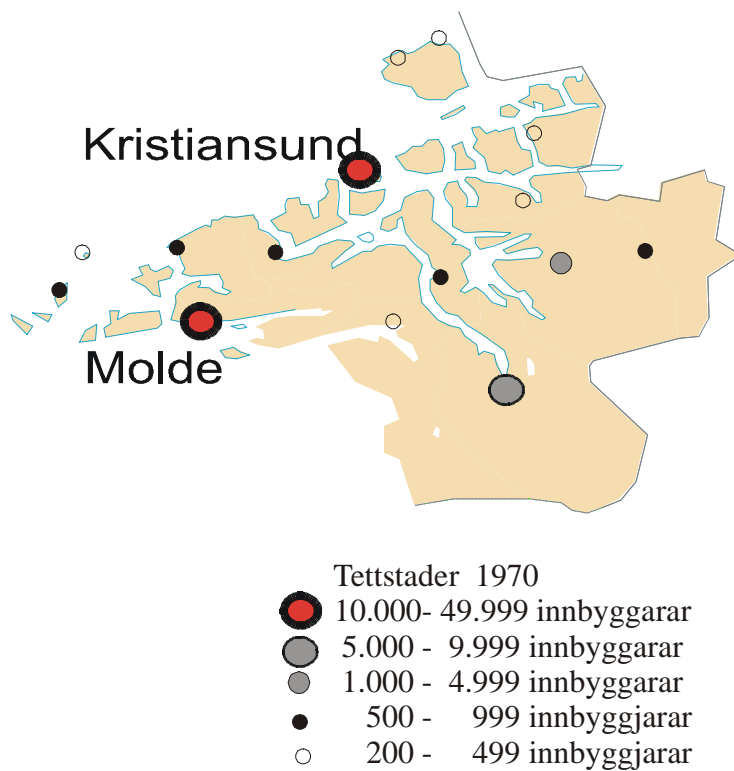 Kristiansund
Molde
Tettstader 1970
10.000- 49.999 innbyggarar
5.000 - 9.999 innbyggarar
1.000 - 4.999 innbyggarar
500 - 999 innbyggjarar
200 - 499 innbyggjarar